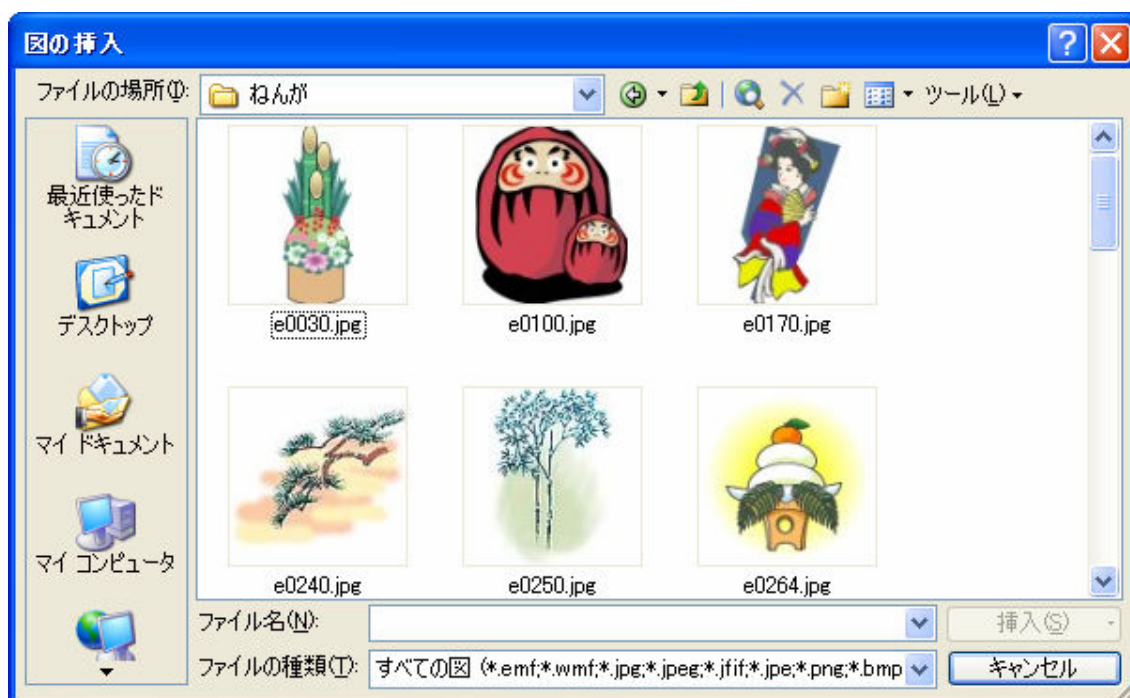 図の挿入
ファイルの場所(I):
ねんが
ツール(L)
最近使ったド
キュメント
デスクトップ
マイ ドキュメント
マイ コンピュータ
e0030.jpg
e0100.jpg
e0170.jpg
e0240.jpg
e0250.jpg
e0264.jpg
ファイル名(N):
挿入(S)
ファイルの種類(T):
すべての図 (*.emf;*.wmf;*.jpg;*.jpeg;*.jfif;*.jpe;*.png;*.bmp
キャンセル